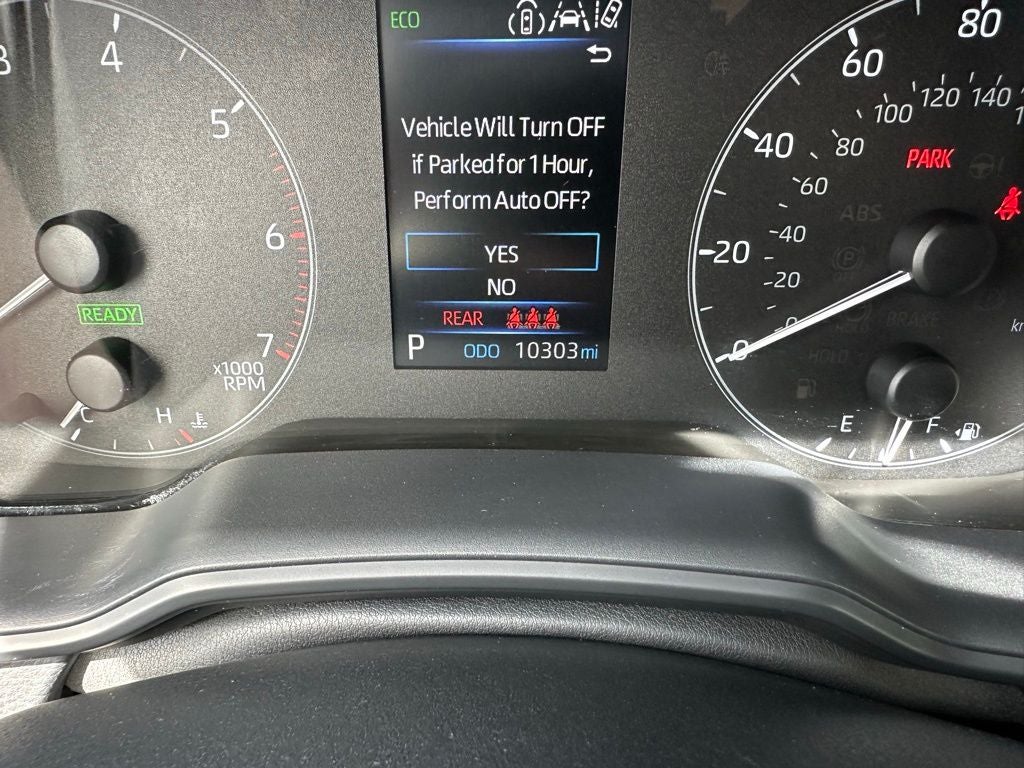 ECO
Vehicle Will Turn OFF
if Parked for 1 Hour,
Perform Auto OFF?
YES
NO
REAR
P ODO 10303 mi
4
5
6
7
x1000
RPM
READY
C H
80
60
40
20
0
140
120
100
80
60
40
20
0
PARK
ABS
BRAKE
HOLD
E F